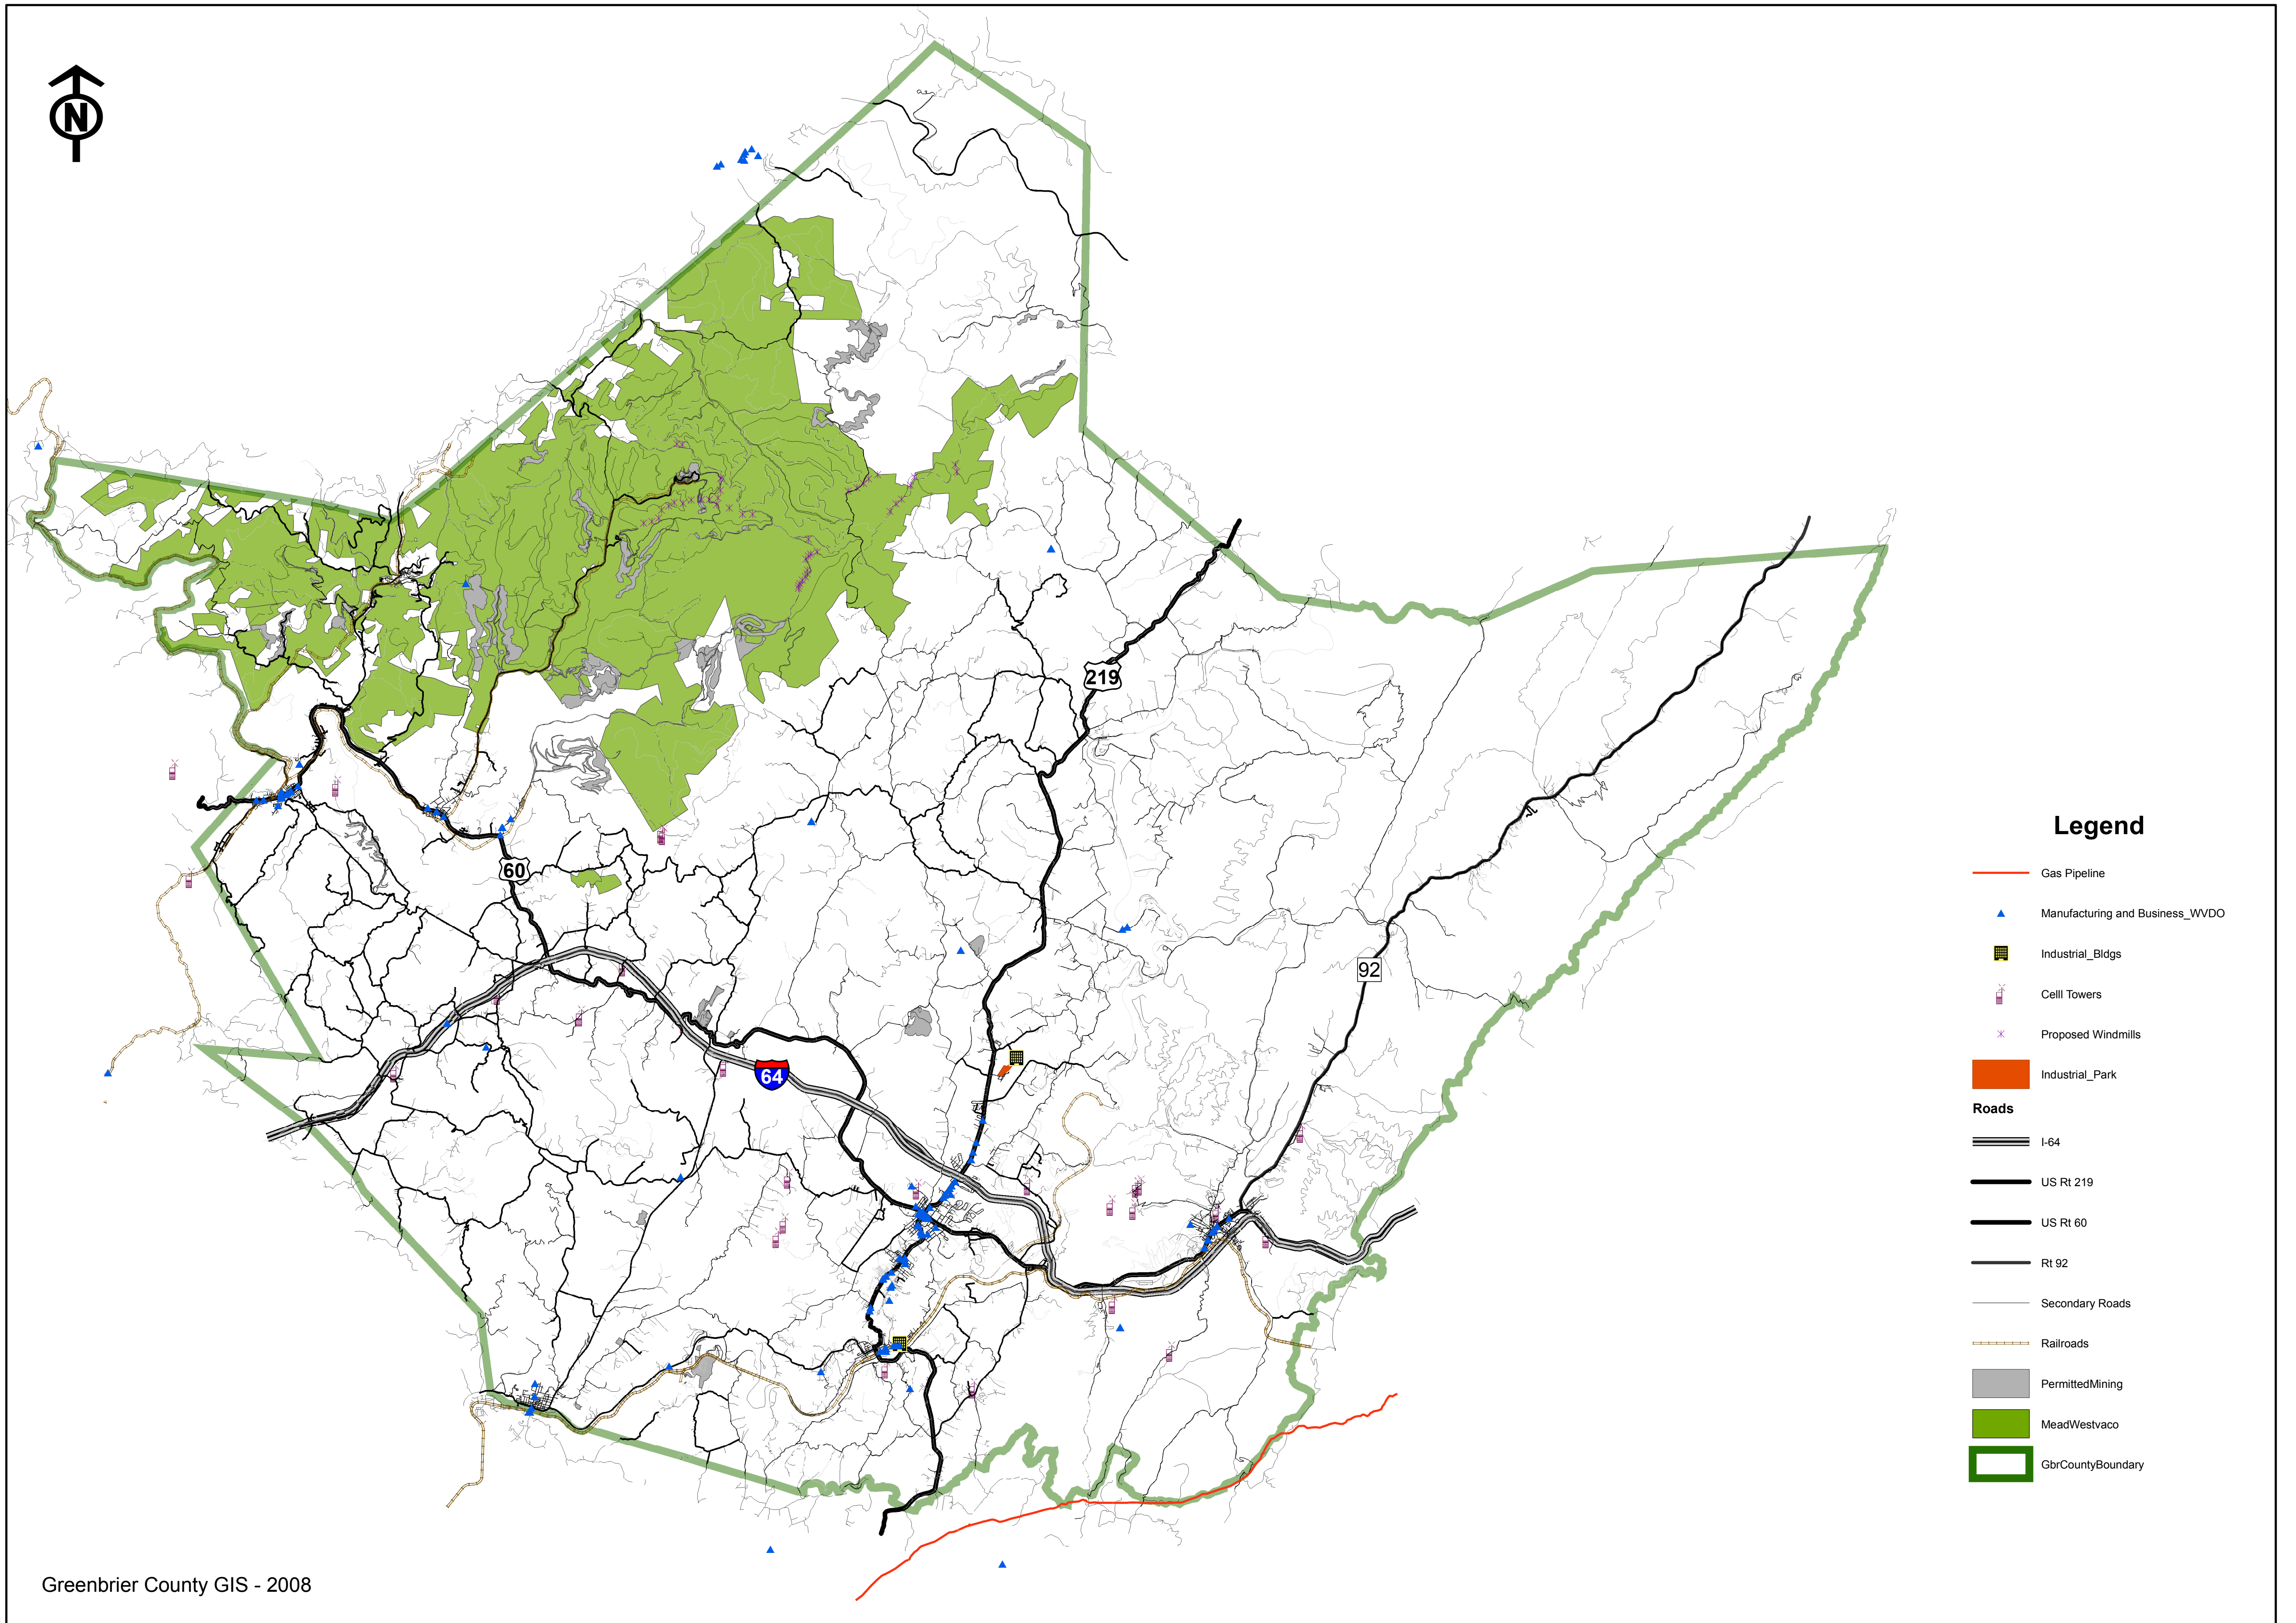 N
219
60
92
64
Legend
Gas Pipeline
Manufacturing and Business_WVDO
Industrial_Bldgs
Celll Towers
Proposed Windmills
Industrial_Park
Roads
I-64
US Rt 219
US Rt 60
Rt 92
Secondary Roads
Railroads
PermittedMining
MeadWestvaco
GbrCountyBoundary
Greenbrier County GIS - 2008